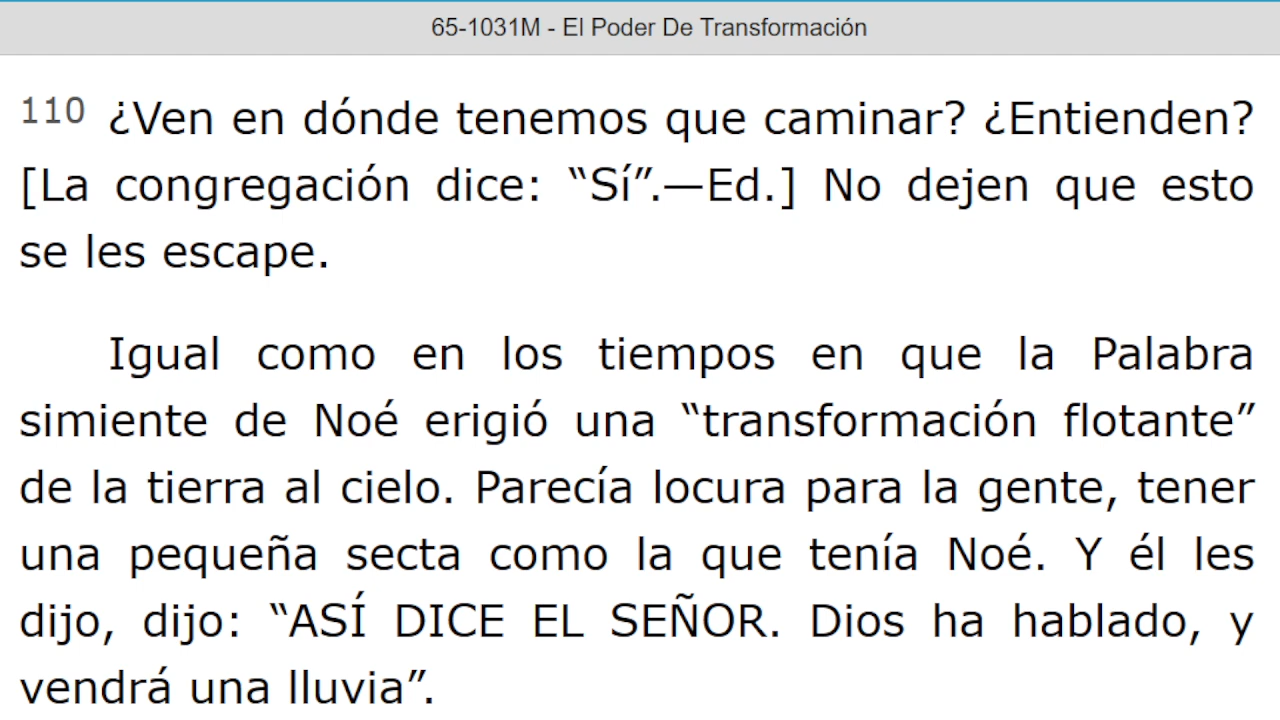 65-1031M - El Poder De Transformación
110 ¿Ven en dónde tenemos que caminar? ¿Entienden?
[La congregación dice: “Sí”.—Ed.] No dejen que esto
se les escape.
Igual como en los tiempos en que la Palabra
simiente de Noé erigió una “transformación flotante”
de la tierra al cielo. Parecía locura para la gente, tener
una pequeña secta como la que tenía Noé. Y él les
dijo, dijo: “ASÍ DICE EL SEÑOR. Dios ha hablado, y
vendrá una lluvia”.